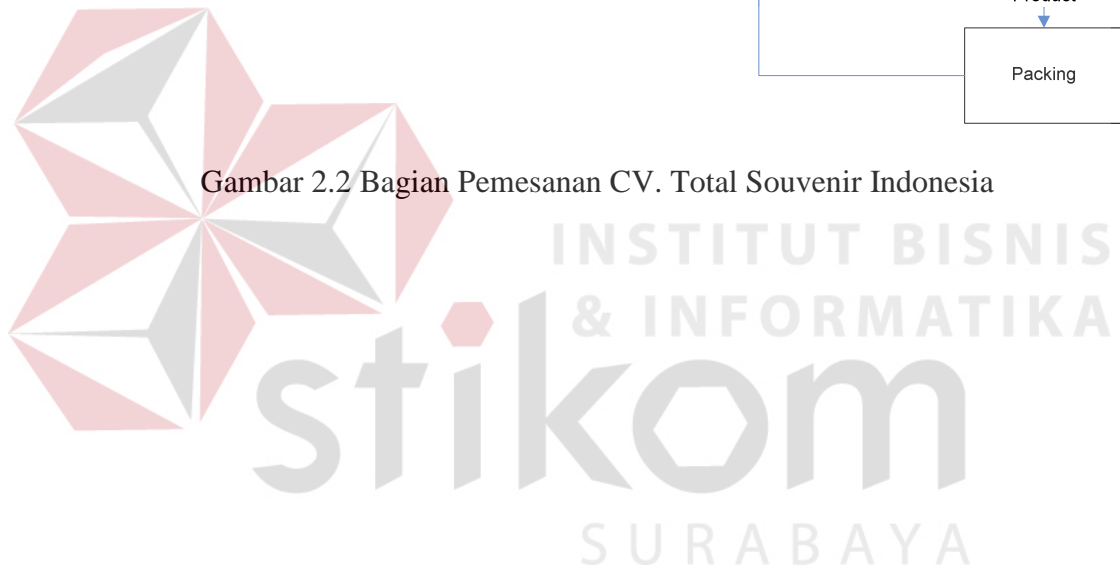 Packing
Gambar 2.2 Bagian Pemesanan CV. Total Souvenir Indonesia
INSTITUT BISNIS
& INFORMATIKA
stikom
SURABAYA